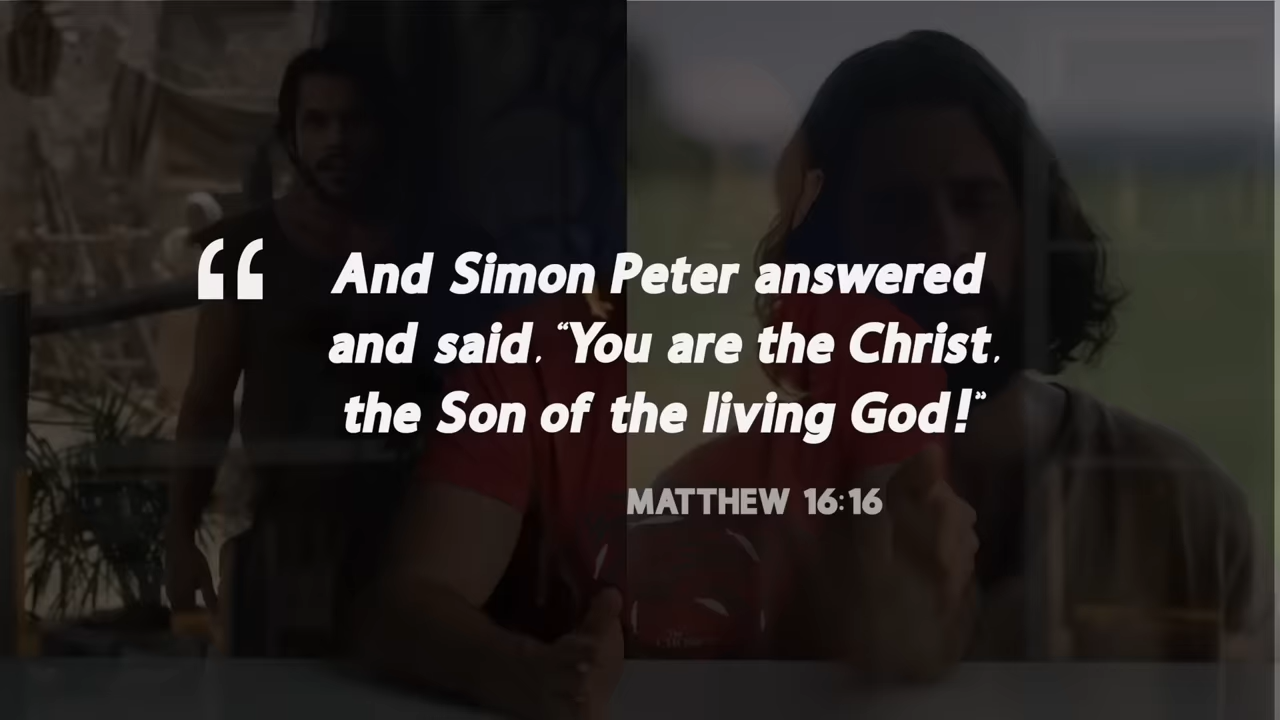 “
And Simon Peter answered
and said, “You are the Christ,
the Son of the living God!”
MATTHEW 16:16